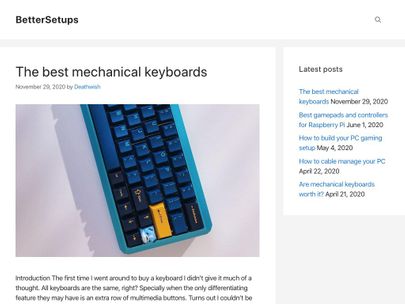 BetterSetups
The best mechanical keyboards
November 29, 2020 by Deathwish
Introduction The first time I went around to buy a keyboard I didn't give it much of a
thought. All keyboards are the same, right? Specially when the only differentiating
feature they may have is an extra row of multimedia buttons. Turns out I couldn't be
Latest posts
The best mechanical
keyboards November 29, 2020
Best gamepads and controllers
for Raspberry Pi June 1, 2020
How to build your PC gaming
setup May 4, 2020
How to cable manage your PC
April 22, 2020
Are mechanical keyboards
worth it? April 21, 2020